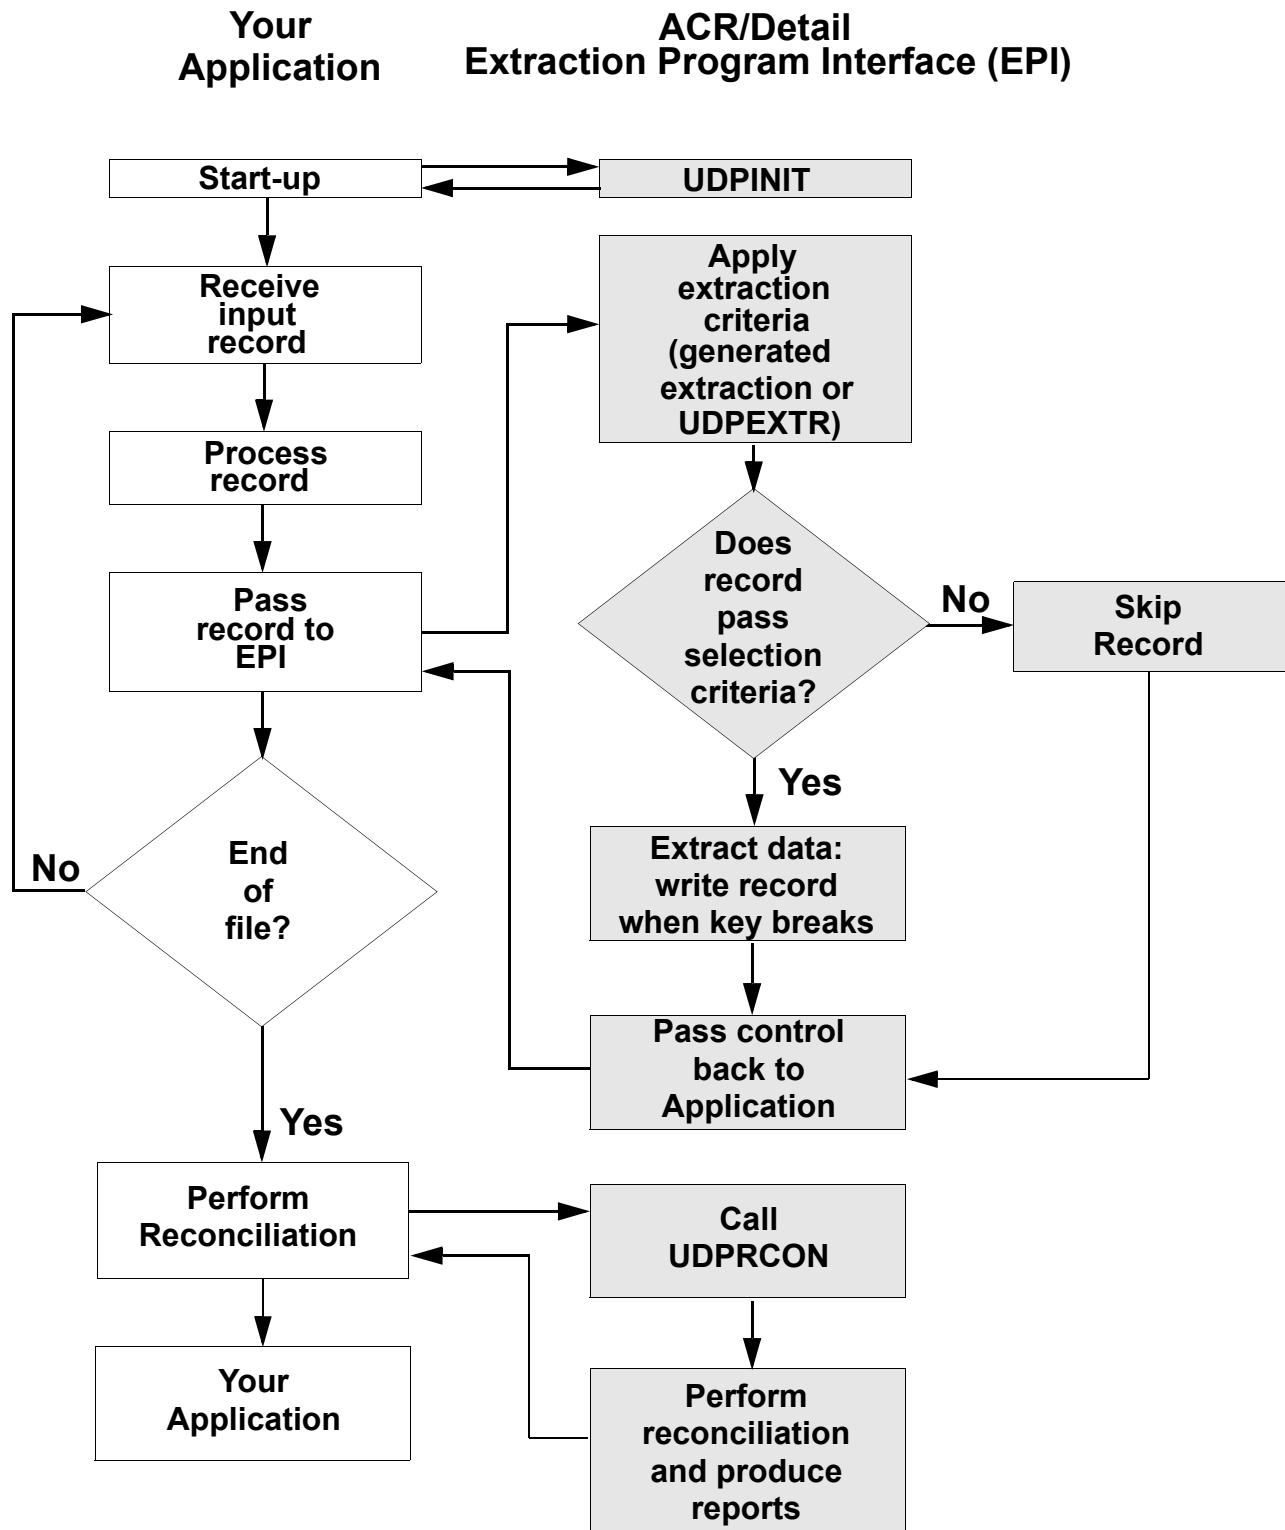 Your
Application
ACR/Detail
Extraction Program Interface (EPI)
Start-up
UDPINIT
Receive
input
record
Apply
extraction
criteria
(generated
extraction or
UDPEXTR)
Process
record
Pass
record to
EPI
Does
record
pass
selection
criteria?
No
Skip
Record
Yes
Extract data:
write record
when key breaks
End
of
file?
No
Pass control
back to
Application
Yes
Perform
Reconciliation
Call
UDPRCON
Your
Application
Perform
reconciliation
and produce
reports